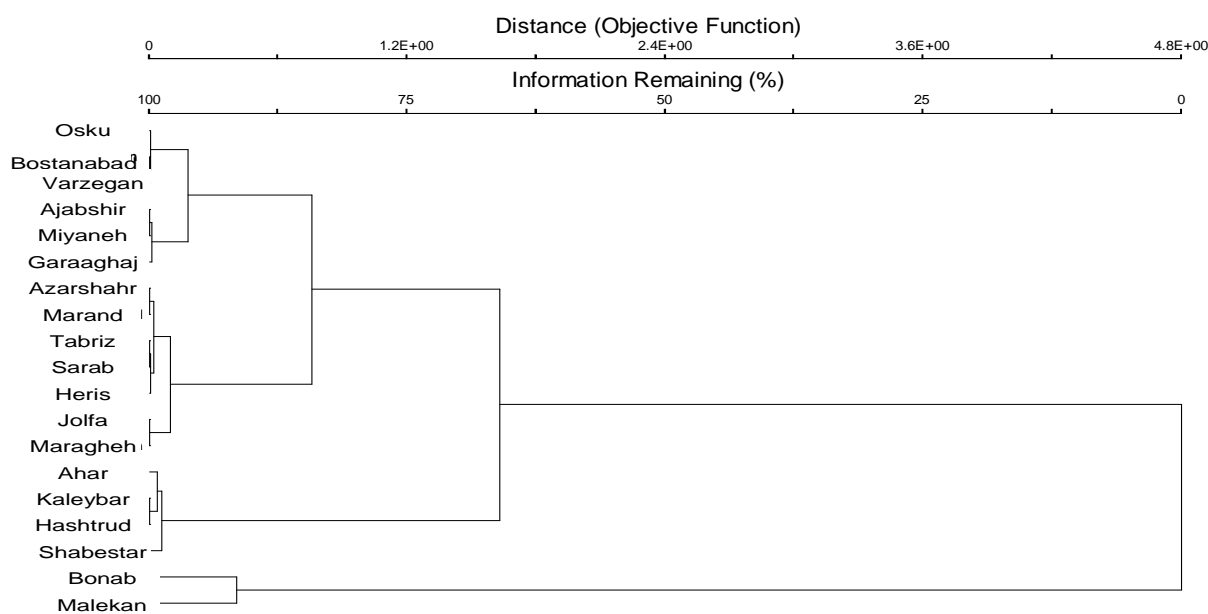 Distance (Objective Function)
0 1.2E+00 2.4E+00 3.6E+00 4.8E+00
Information Remaining (%)
100 75 50 25 0
Osku
Bostanabad
Varzegan
Ajabshir
Miyaneh
Garaaghaj
Azarshahr
Marand
Tabriz
Sarab
Heris
Jolfa
Maragheh
Ahar
Kaleybar
Hashtrud
Shabestar
Bonab
Malekan